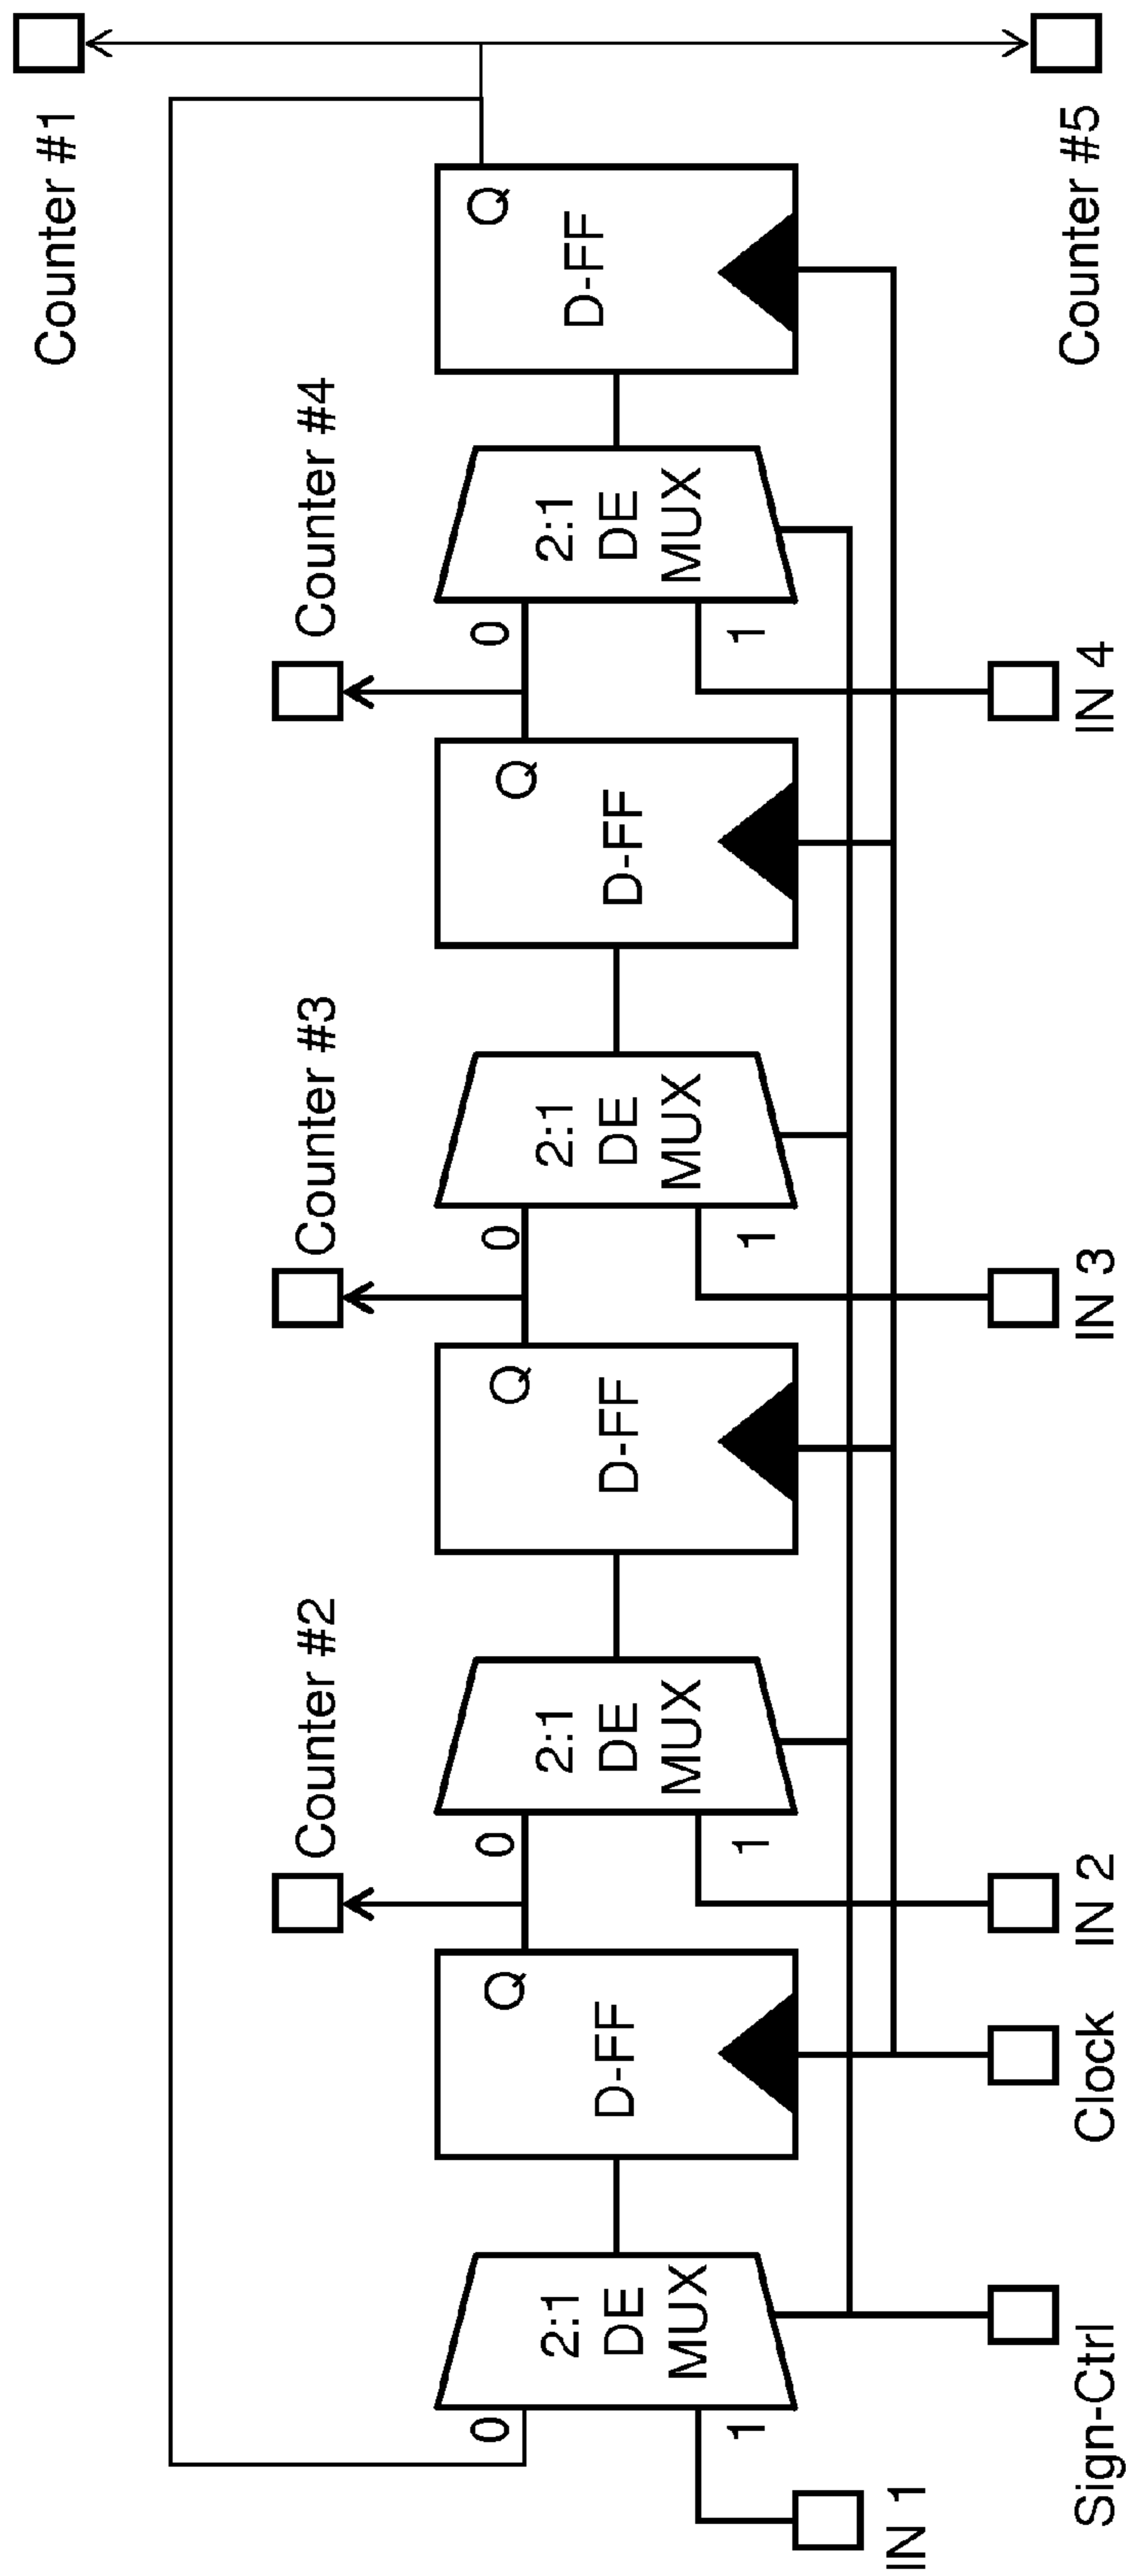 Counter #1
Counter #2
Counter #3
Counter #4
0
2:1
DE
MUX
1
D-FF
Q
0
2:1
DE
MUX
1
D-FF
Q
0
2:1
DE
MUX
1
D-FF
Q
0
2:1
DE
MUX
1
D-FF
Q
IN 1
Sign-Ctrl
Clock
IN 2
IN 3
IN 4
Counter #5